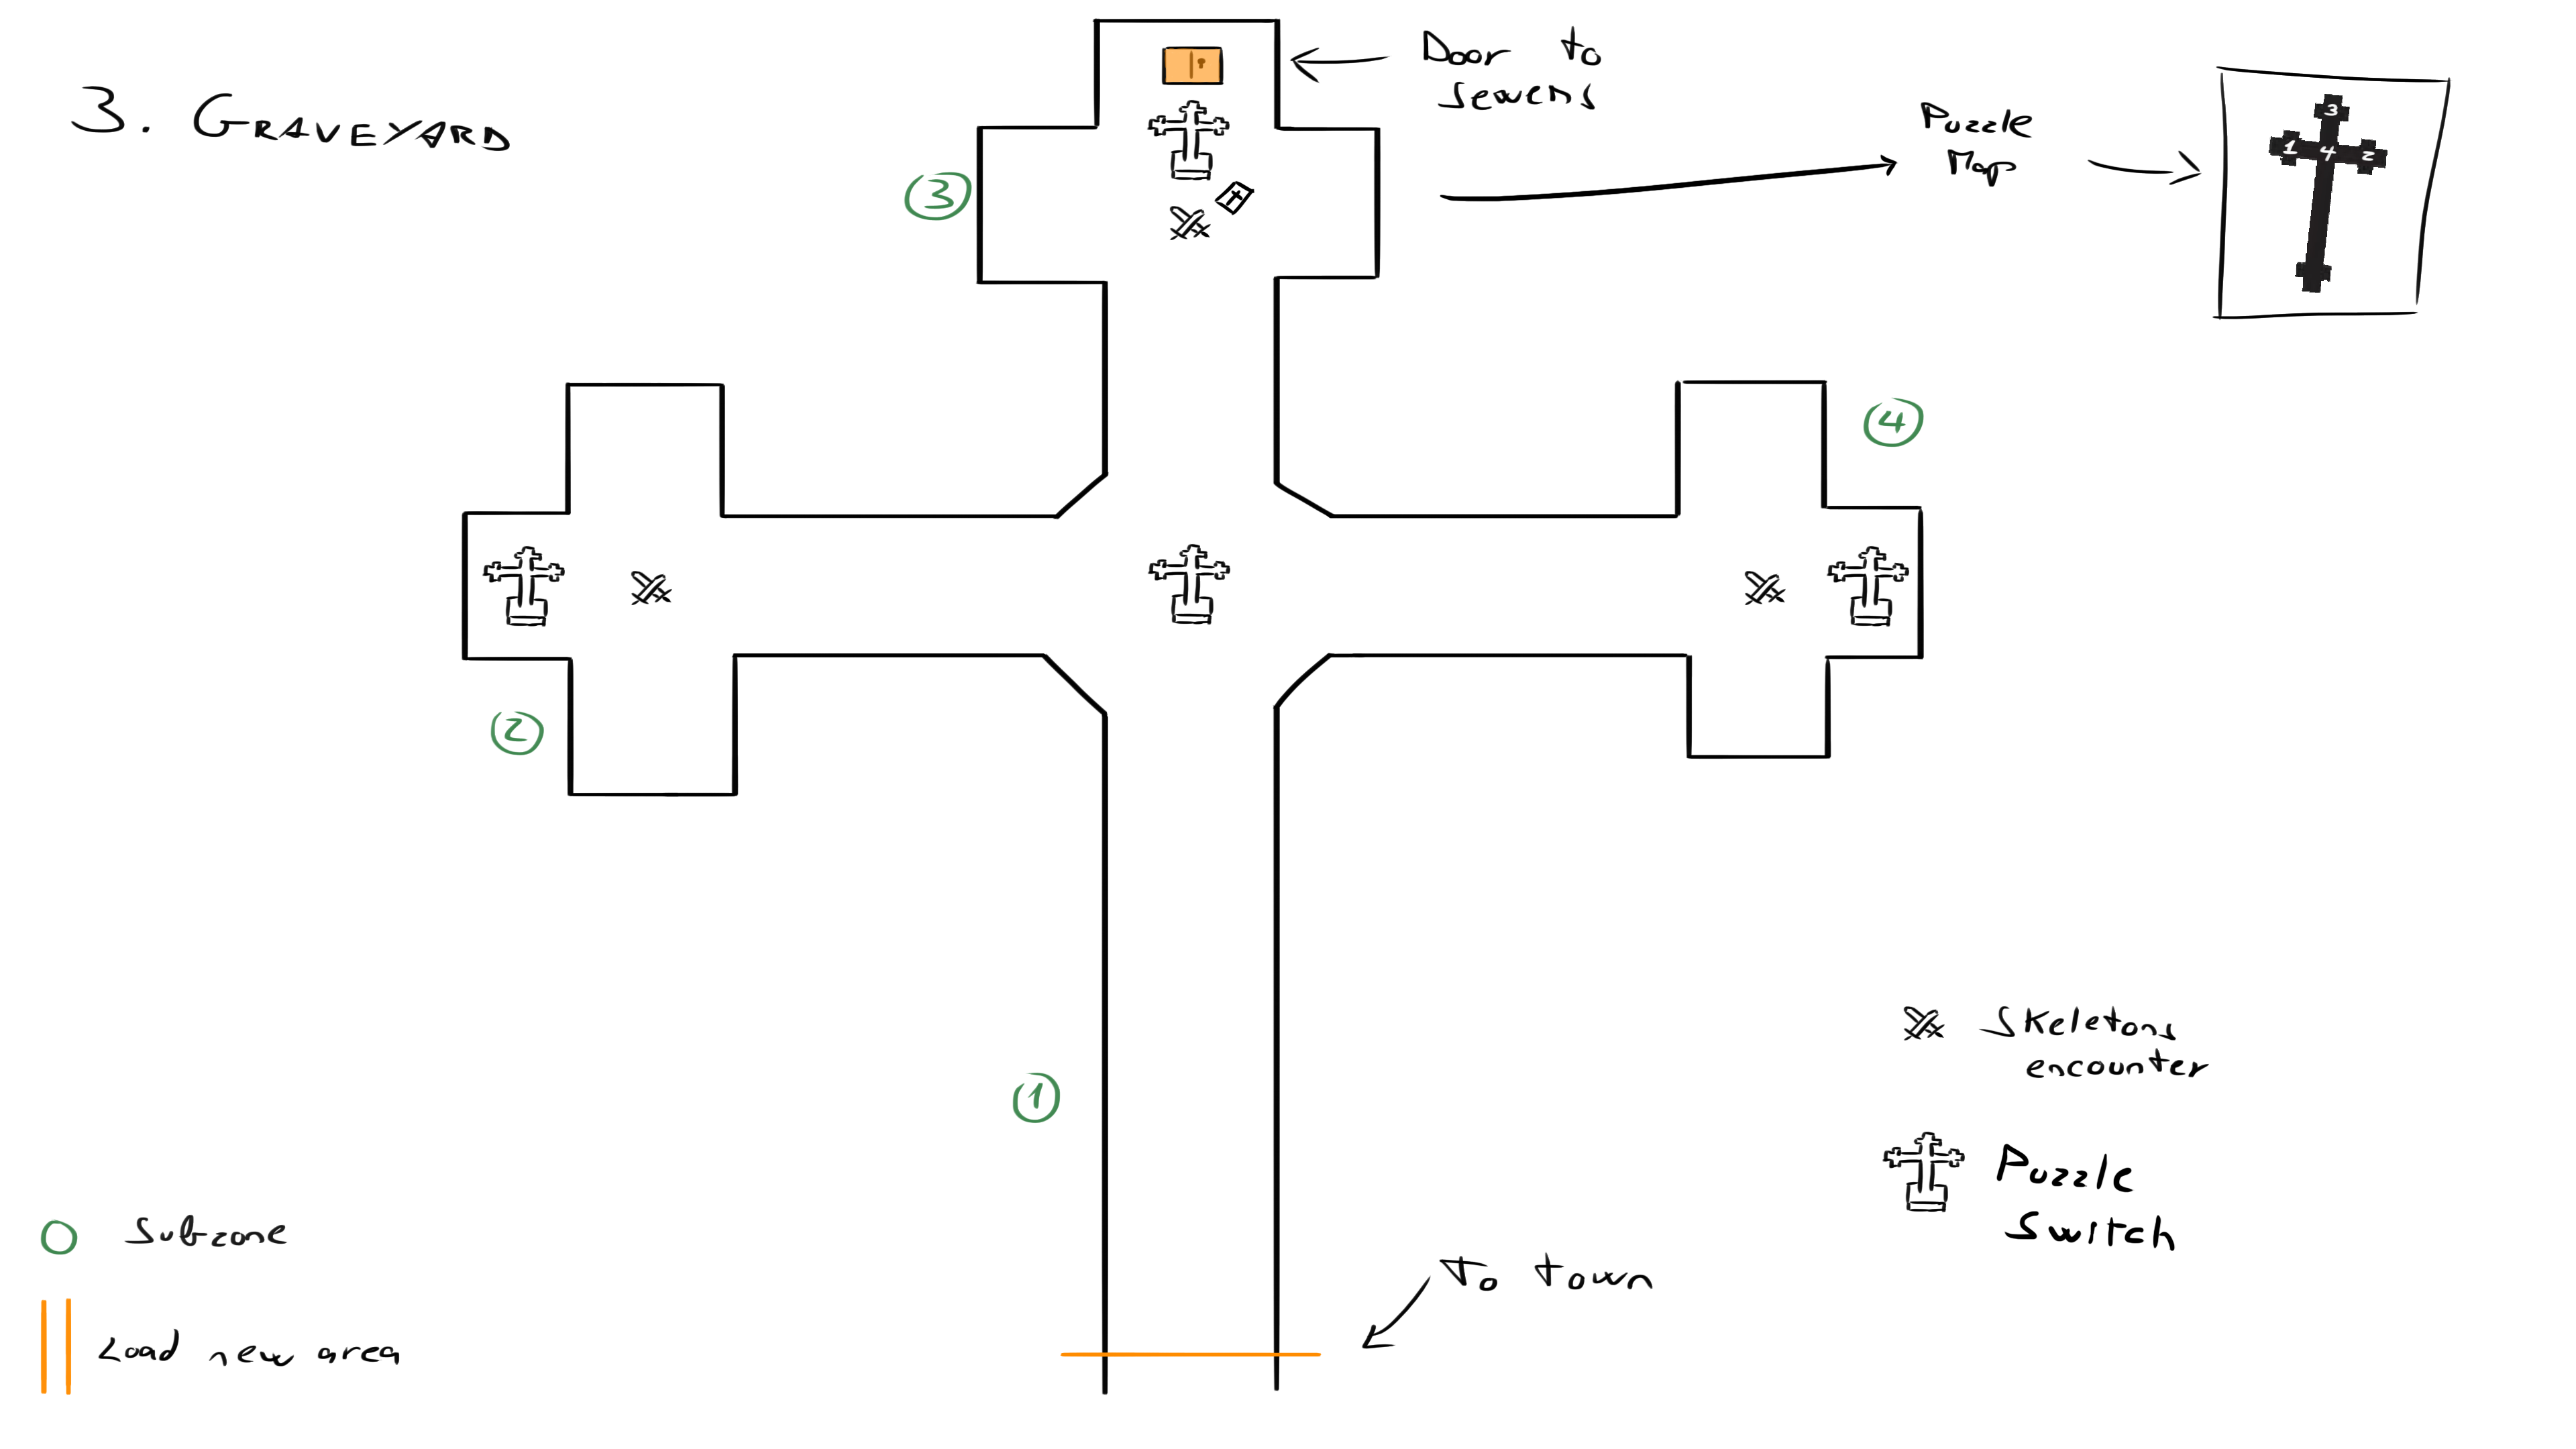 3. GRAVEYARD
Door to
sewers
Puzzle
Map
3
1 4 2
3
4
2
1
Skeletons
encounter
Puzzle
Switch
Subzone
To town
Load new area